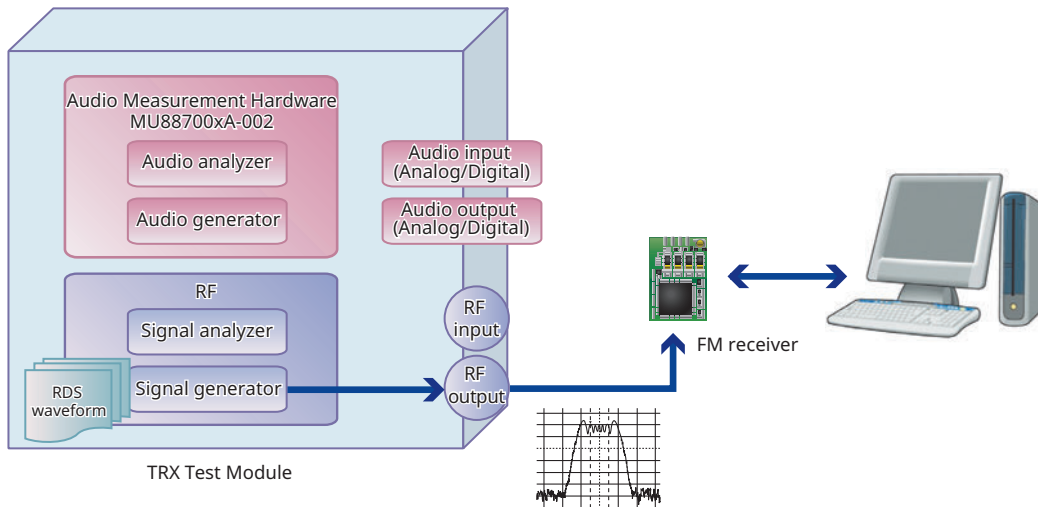 Audio Measurement Hardware
MU88700xA-002
Audio analyzer
Audio generator
Audio input
(Analog/Digital)
Audio output
(Analog/Digital)
RF
Signal analyzer
Signal generator
RDS
waveform
RF
input
RF
output
FM receiver
TRX Test Module